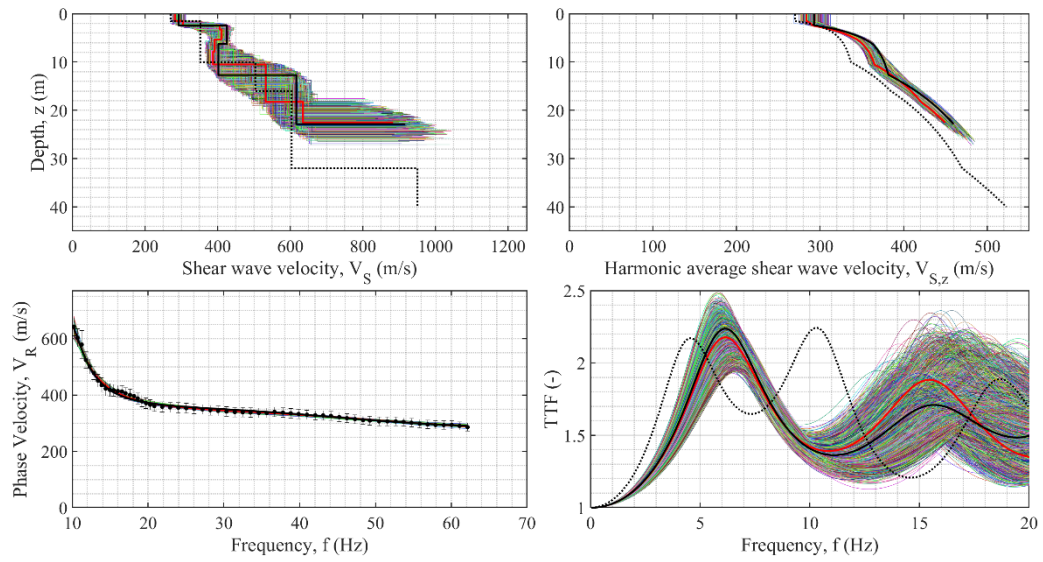 0
10
20
30
40
Depth, z (m)
0 200 400 600 800 1000 1200
Shear wave velocity, V_S (m/s)
0
10
20
30
40
0 100 200 300 400 500
Harmonic average shear wave velocity, V_S,z (m/s)
600
400
200
0
Phase Velocity, V_R (m/s)
10 20 30 40 50 60 70
Frequency, f (Hz)
2.5
2
1.5
1
TTF (-)
0 5 10 15 20
Frequency, f (Hz)